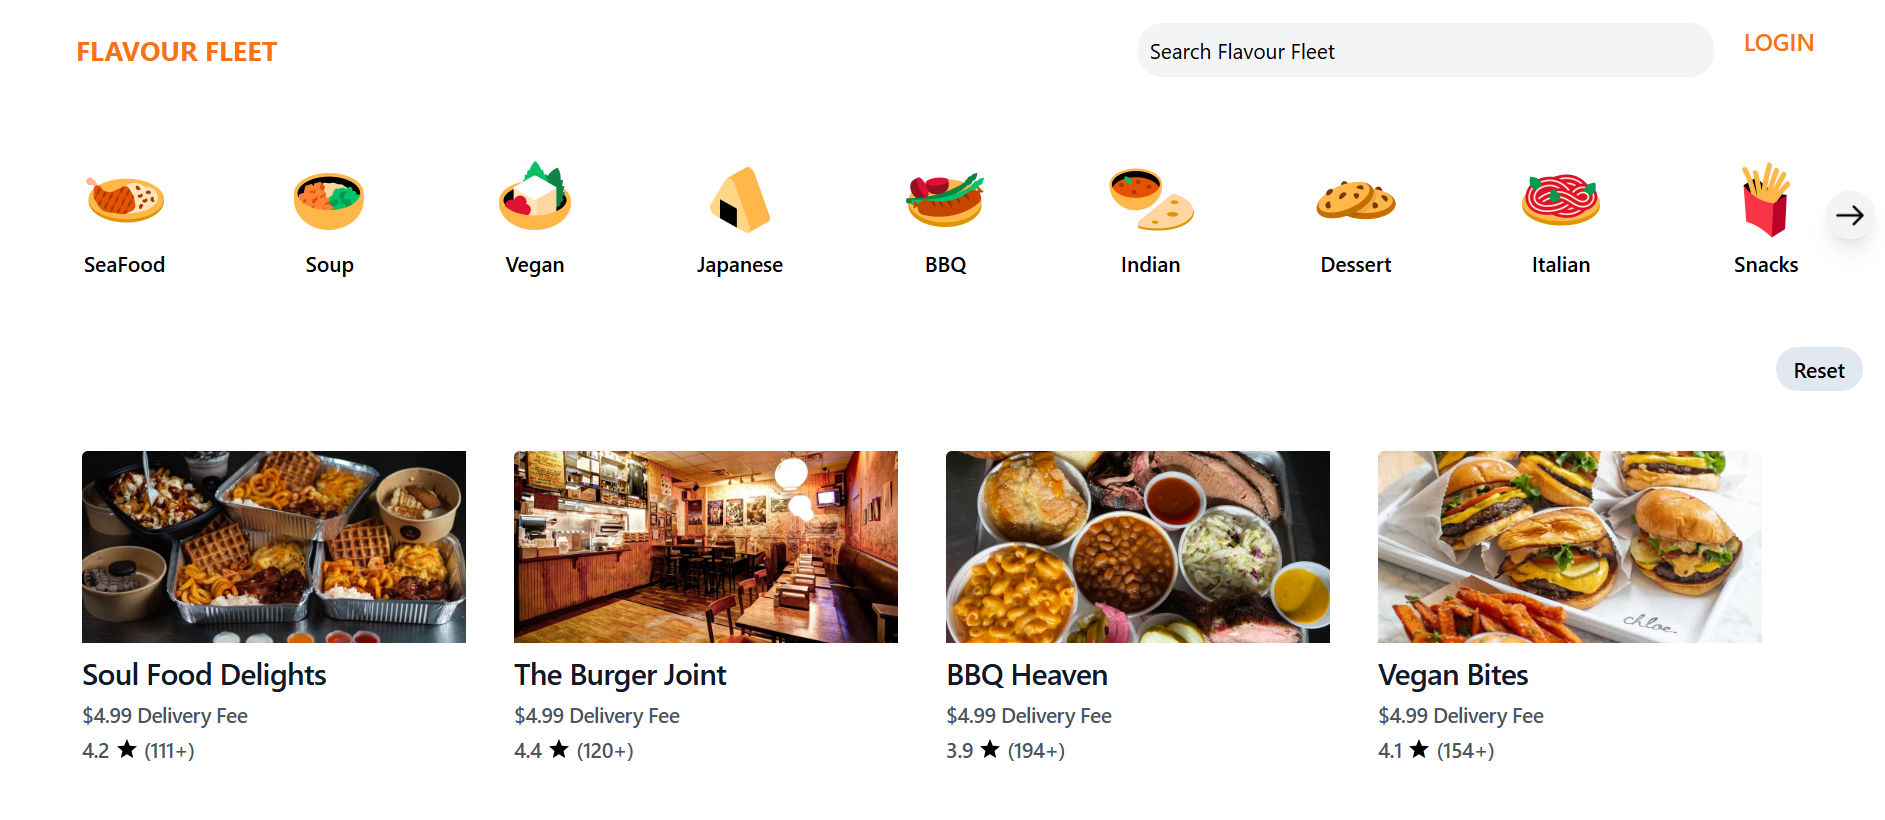 FLAVOUR FLEET
Search Flavour Fleet
LOGIN
SeaFood
Soup
Vegan
Japanese
BBQ
Indian
Dessert
Italian
Snacks
Reset
chloe.
Soul Food Delights
$4.99 Delivery Fee
4.2 ★ (111+)
The Burger Joint
$4.99 Delivery Fee
4.4 ★ (120+)
BBQ Heaven
$4.99 Delivery Fee
3.9 ★ (194+)
Vegan Bites
$4.99 Delivery Fee
4.1 ★ (154+)